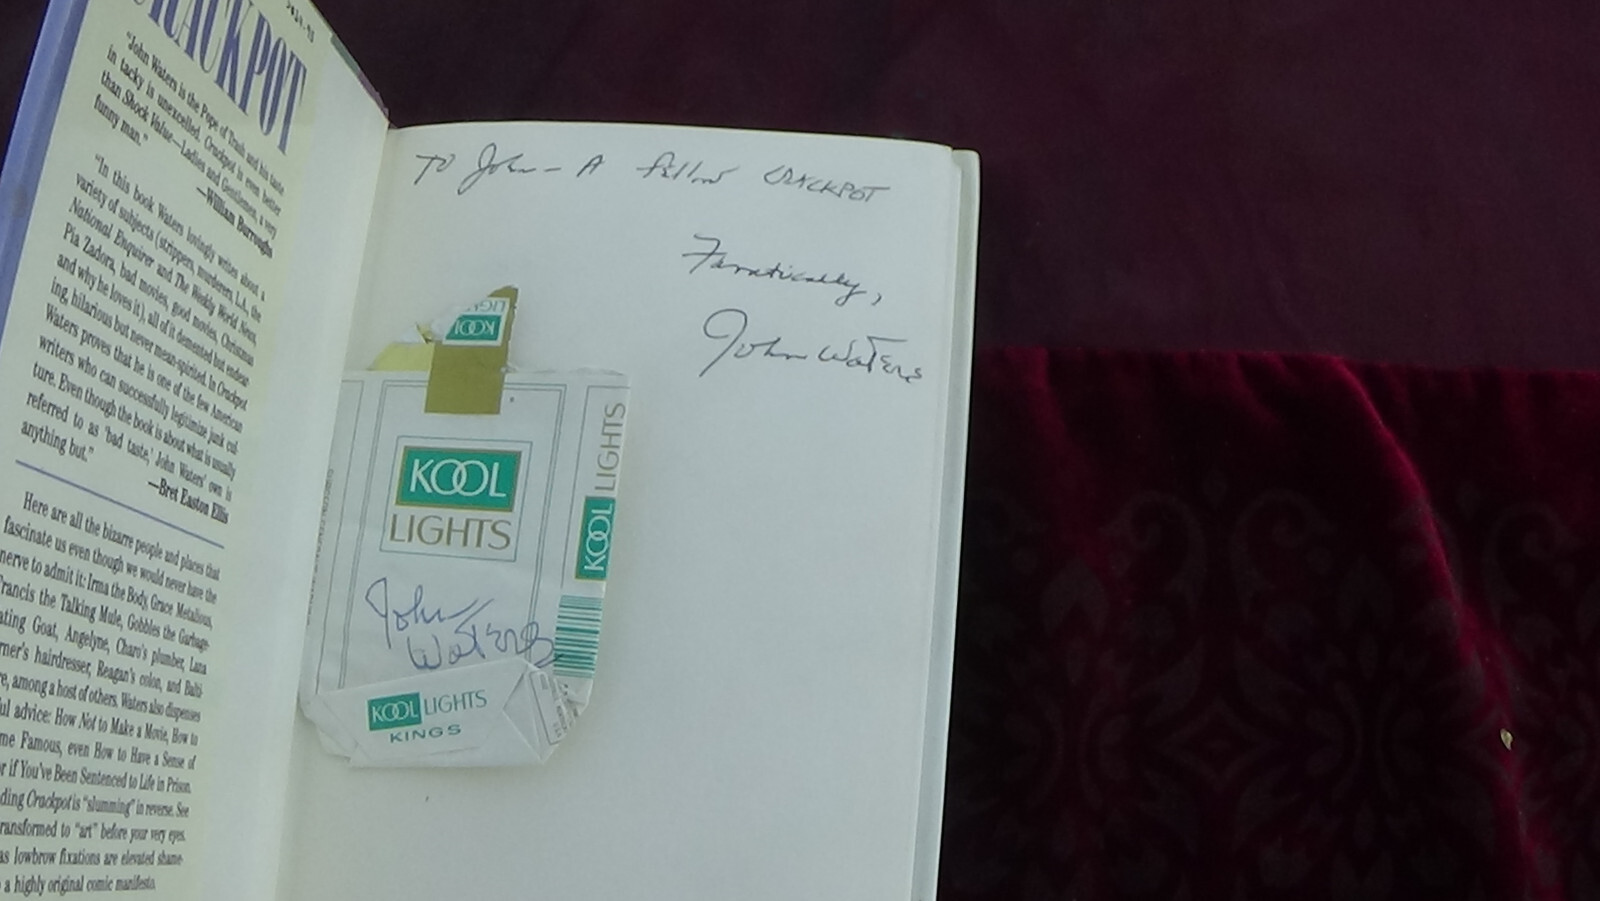 CRACKPOT
"John Waters is the Pope of Trash and his taste
in tacky is unexcelled. Crackpot is even better
than Shock Value—Ladies and Gentlemen, a very
funny man."
—William Burroughs
"In this book Waters lovingly writes about a
variety of subjects (strippers, murderers, L.A., the
National Enquirer and The Weekly World News,
Pia Zadora, bad movies, good movies, Christmas
and why he loves it), all of it demented but endear-
ing, hilarious but never mean-spirited. In Crackpot
Waters proves that he is one of the few American
writers who can successfully legitimize junk cul-
ture. Even though the book is about what is usually
referred to as 'bad taste,' John Waters' own is
anything but."
—Bret Easton Ellis
Here are all the bizarre people and places that
fascinate us even though we would never have the
nerve to admit it: Irma the Body, Grace Metalious,
Francis the Talking Mule, Gobbles the Garbage-
ating Goat, Angelyne, Charo's plumber, Lana
rner's hairdresser, Reagan's colon, and Balti-
re, among a host of others. Waters also dispenses
ful advice: How Not to Make a Movie, How to
me Famous, even How to Have a Sense of
r if You've Been Sentenced to Life in Prison.
ding Crackpot is "slumming" in reverse. See
ransformed to "art" before your very eyes.
as lowbrow fixations are elevated shame-
a highly original comic manifesto.
TO John - A fellow CRACKPOT
Fanatically,
John Waters
LIGHTS
KOOL
KOOL
LIGHTS
KOOL LIGHTS
John
Waters
KOOL LIGHTS
KINGS